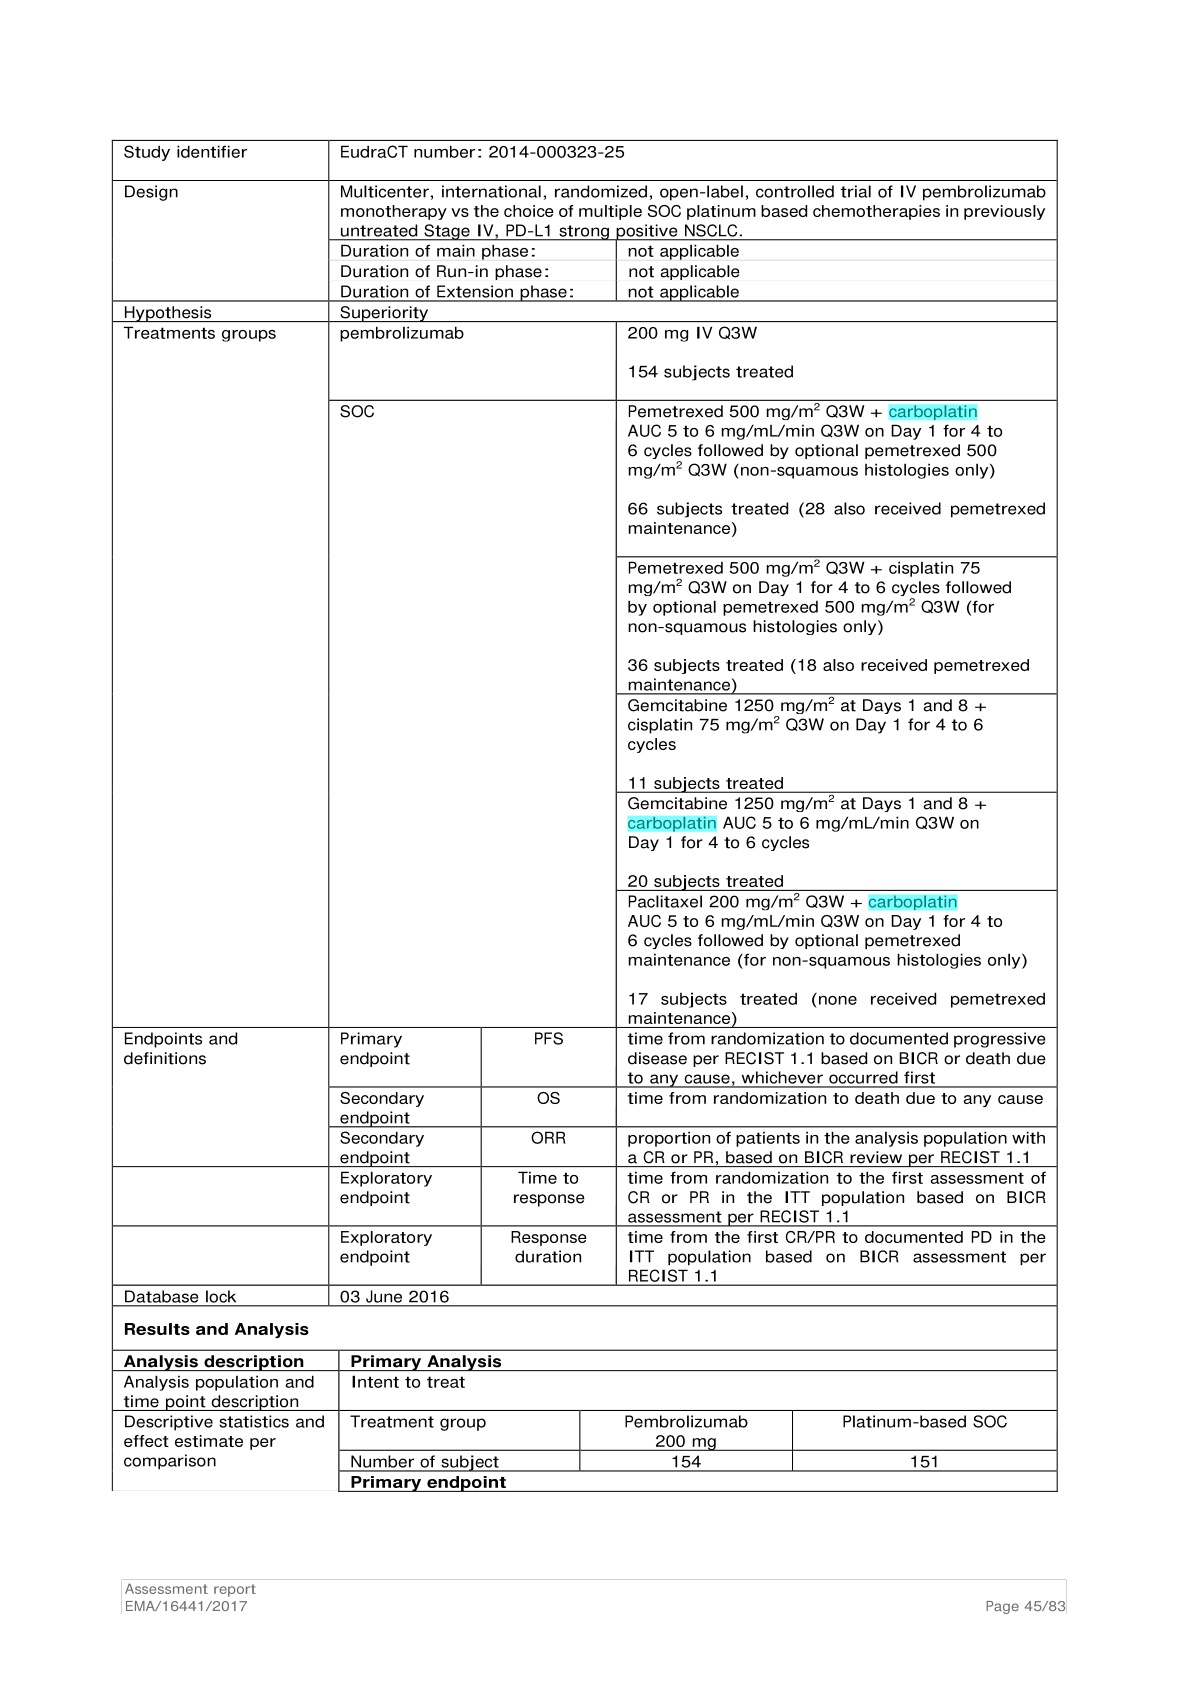 Study identifier
EudraCT number: 2014-000323-25
Design
Multicenter, international, randomized, open-label, controlled trial of IV pembrolizumab
monotherapy vs the choice of multiple SOC platinum based chemotherapies in previously
untreated Stage IV, PD-L1 strong positive NSCLC.
Duration of main phase: not applicable
Duration of Run-in phase: not applicable
Duration of Extension phase: not applicable
Hypothesis
Superiority
Treatments groups
pembrolizumab
200 mg IV Q3W
154 subjects treated
SOC
Pemetrexed 500 mg/m² Q3W + carboplatin
AUC 5 to 6 mg/mL/min Q3W on Day 1 for 4 to
6 cycles followed by optional pemetrexed 500
mg/m² Q3W (non-squamous histologies only)
66 subjects treated (28 also received pemetrexed
maintenance)
Pemetrexed 500 mg/m² Q3W + cisplatin 75
mg/m² Q3W on Day 1 for 4 to 6 cycles followed
by optional pemetrexed 500 mg/m² Q3W (for
non-squamous histologies only)
36 subjects treated (18 also received pemetrexed
maintenance)
Gemcitabine 1250 mg/m² at Days 1 and 8 +
cisplatin 75 mg/m² Q3W on Day 1 for 4 to 6
cycles
11 subjects treated
Gemcitabine 1250 mg/m² at Days 1 and 8 +
carboplatin AUC 5 to 6 mg/mL/min Q3W on
Day 1 for 4 to 6 cycles
20 subjects treated
Paclitaxel 200 mg/m² Q3W + carboplatin
AUC 5 to 6 mg/mL/min Q3W on Day 1 for 4 to
6 cycles followed by optional pemetrexed
maintenance (for non-squamous histologies only)
17 subjects treated (none received pemetrexed
maintenance)
Endpoints and
definitions
Primary
endpoint
PFS
time from randomization to documented progressive
disease per RECIST 1.1 based on BICR or death due
to any cause, whichever occurred first
Secondary
endpoint
OS
time from randomization to death due to any cause
Secondary
endpoint
ORR
proportion of patients in the analysis population with
a CR or PR, based on BICR review per RECIST 1.1
Exploratory
endpoint
Time to
response
time from randomization to the first assessment of
CR or PR in the ITT population based on BICR
assessment per RECIST 1.1
Exploratory
endpoint
Response
duration
time from the first CR/PR to documented PD in the
ITT population based on BICR assessment per
RECIST 1.1
Database lock
03 June 2016
Results and Analysis
Analysis description
Primary Analysis
Analysis population and
time point description
Intent to treat
Descriptive statistics and
effect estimate per
comparison
Treatment group
Pembrolizumab
200 mg
Platinum-based SOC
Number of subject
154
151
Primary endpoint
Assessment report
EMA/16441/2017
Page 45/83